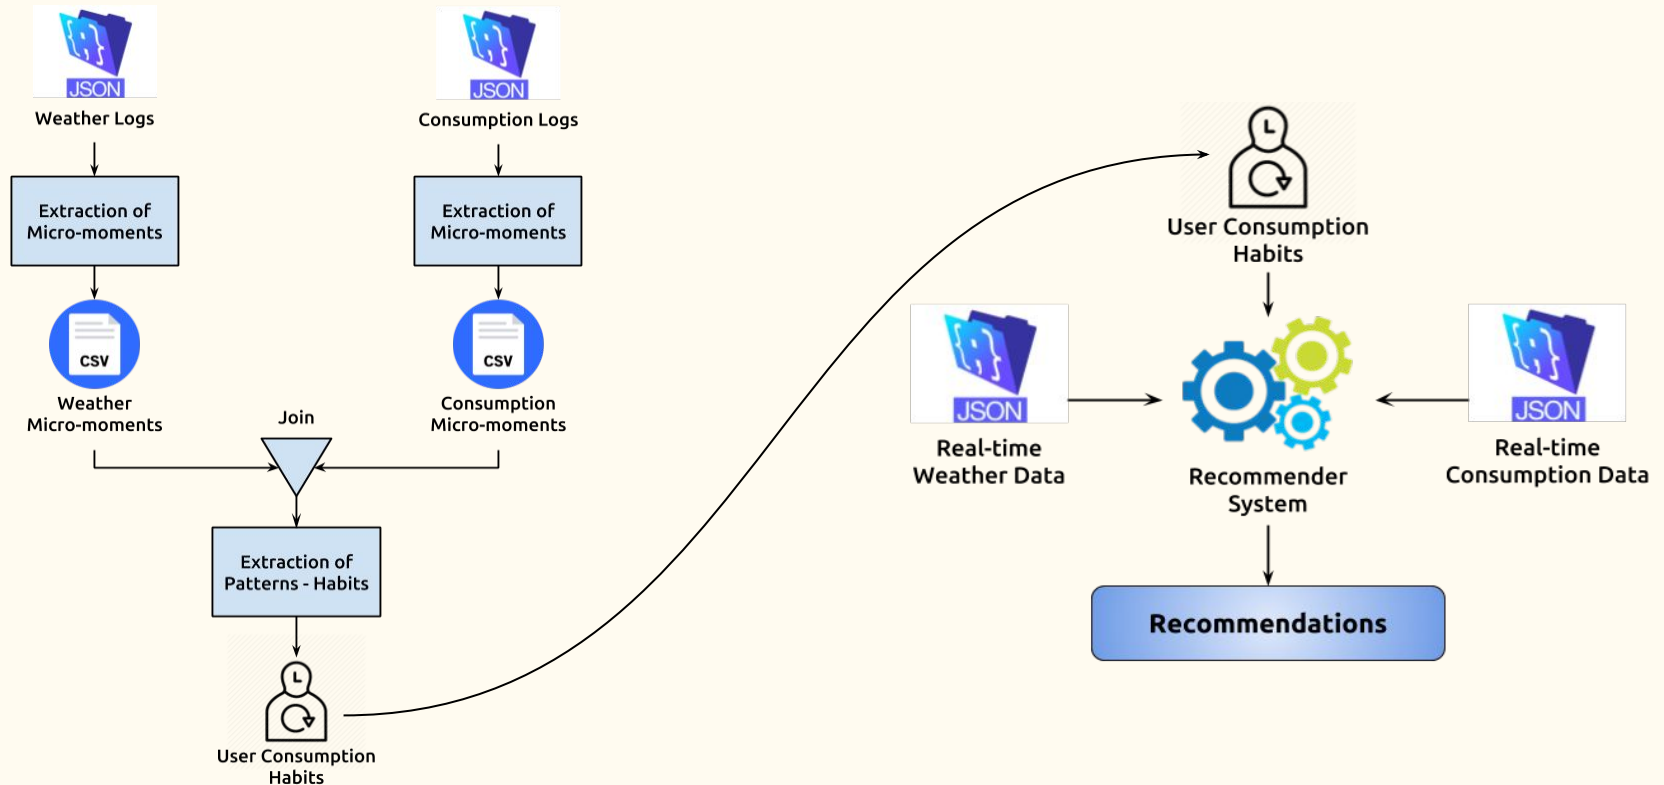 JSON
Weather Logs
Extraction of
Micro-moments
CSV
Weather
Micro-moments
JSON
Consumption Logs
Extraction of
Micro-moments
CSV
Consumption
Micro-moments
Join
Extraction of
Patterns - Habits
User Consumption
Habits
User Consumption
Habits
JSON
Real-time
Weather Data
Recommender
System
JSON
Real-time
Consumption Data
Recommendations